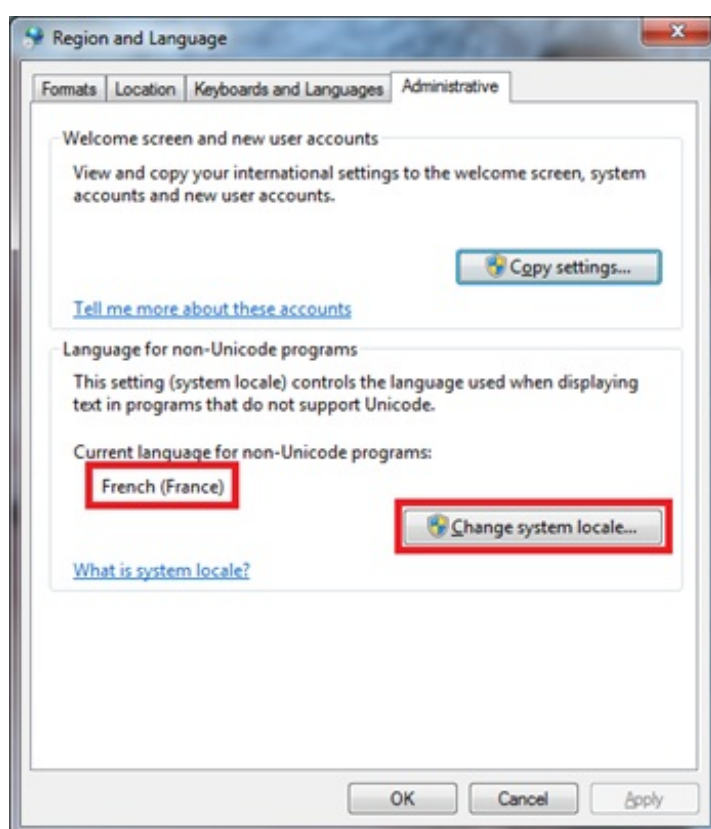 Region and Language
Formats Location Keyboards and Languages Administrative
Welcome screen and new user accounts
View and copy your international settings to the welcome screen, system
accounts and new user accounts.
Copy settings...
Tell me more about these accounts
Language for non-Unicode programs
This setting (system locale) controls the language used when displaying
text in programs that do not support Unicode.
Current language for non-Unicode programs:
French (France)
Change system locale...
What is system locale?
OK Cancel Apply